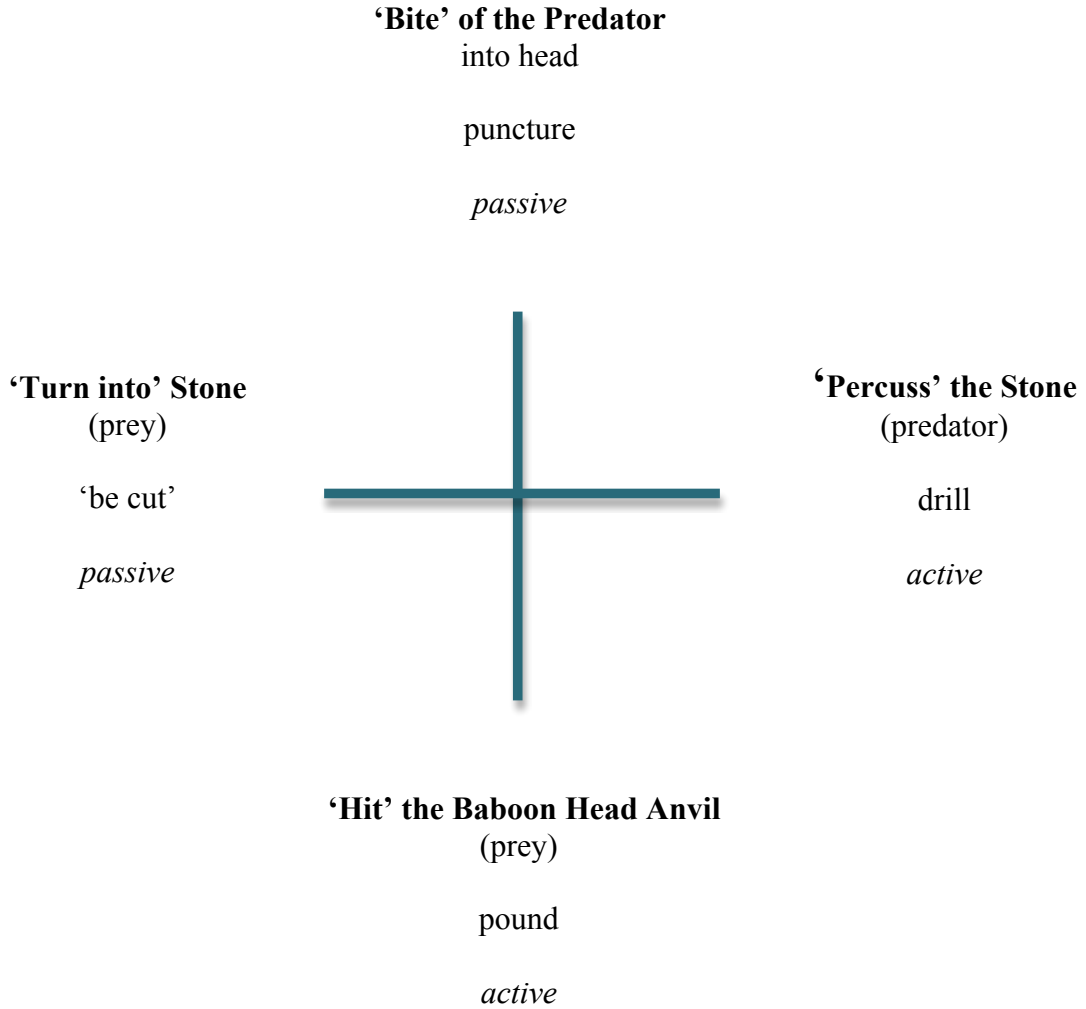 ‘Bite’ of the Predator
into head
puncture
passive
‘Turn into’ Stone
(prey)
‘be cut’
passive
‘Percuss’ the Stone
(predator)
drill
active
‘Hit’ the Baboon Head Anvil
(prey)
pound
active